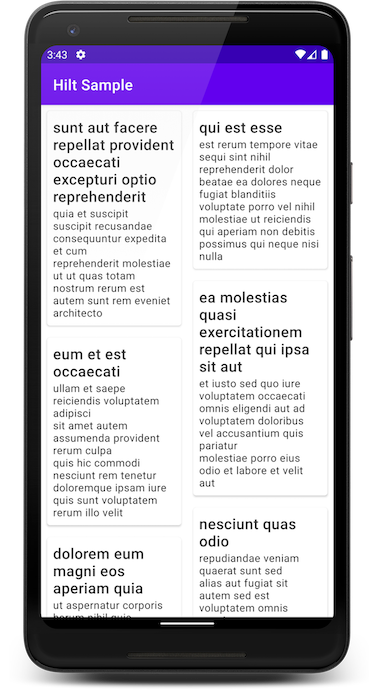 3:43
Hilt Sample
sunt aut facere
repellat provident
occaecati
excepturi optio
reprehenderit
quia et suscipit
suscipit recusandae
consequuntur expedita
et cum
reprehenderit molestiae
ut ut quas totam
nostrum rerum est
autem sunt rem eveniet
architecto
qui est esse
est rerum tempore vitae
sequi sint nihil
reprehenderit dolor
beatae ea dolores neque
fugiat blanditiis
voluptate porro vel nihil
molestiae ut reiciendis
qui aperiam non debitis
possimus qui neque nisi
nulla
ea molestias
quasi
exercitationem
repellat qui ipsa
sit aut
et iusto sed quo iure
voluptatem occaecati
omnis eligendi aut ad
voluptatem doloribus
vel accusantium quis
pariatur
molestiae porro eius
odio et labore et velit
aut
eum et est
occaecati
ullam et saepe
reiciendis voluptatem
adipisci
sit amet autem
assumenda provident
rerum culpa
quis hic commodi
nesciunt rem tenetur
doloremque ipsam iure
quis sunt voluptatem
rerum illo velit
nesciunt quas
odio
repudiandae veniam
quaerat sunt sed
alias aut fugiat sit
autem sed est
voluptatem omnis
dolorem eum
magni eos
aperiam quia
ut aspernatur corporis
harum nihil quis